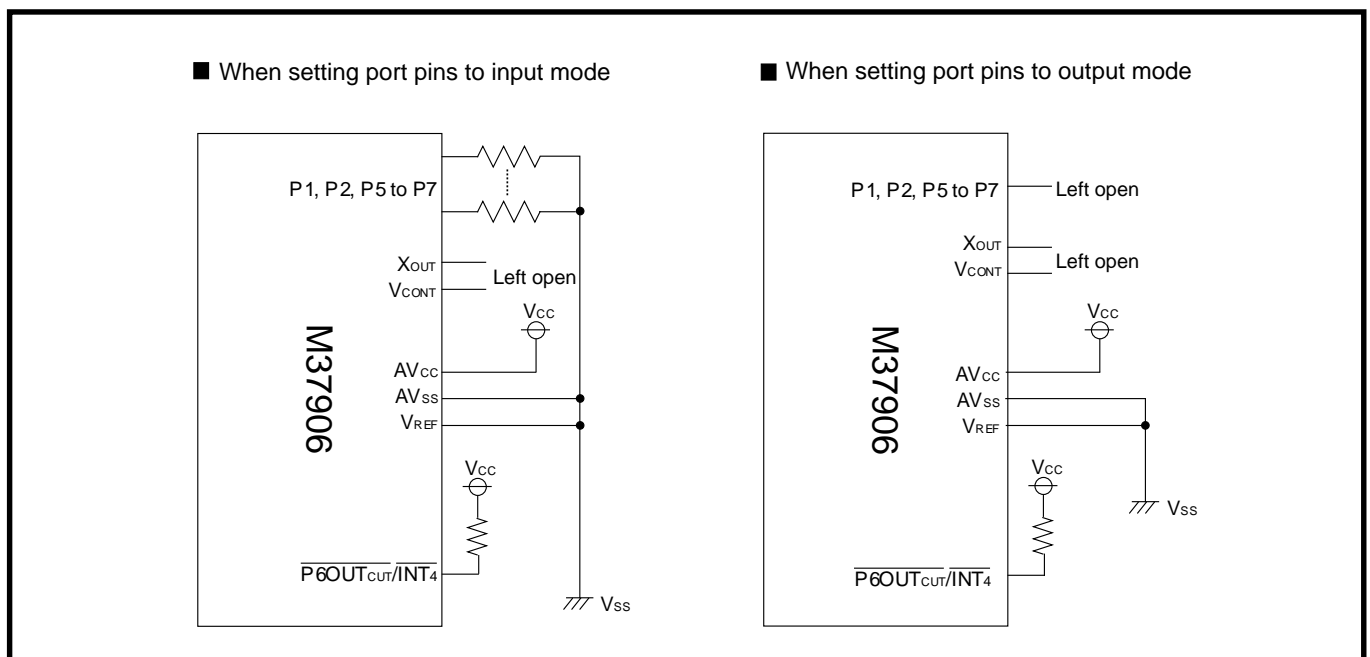 ■ When setting port pins to input mode
P1, P2, P5 to P7
XOUT
VCONT
Left open
VCC
M37906
AVCC
AVSS
VREF
VCC
P6OUTCUT/INT4
VSS
■ When setting port pins to output mode
P1, P2, P5 to P7
Left open
XOUT
VCONT
Left open
VCC
M37906
AVCC
AVSS
VREF
VCC
VSS
P6OUTCUT/INT4